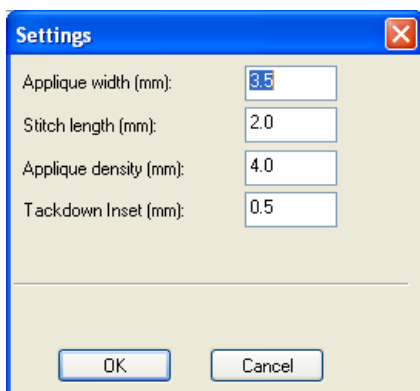 Settings
Applique width (mm): 3.5
Stitch length (mm): 2.0
Applique density (mm): 4.0
Tackdown Inset (mm): 0.5
OK Cancel